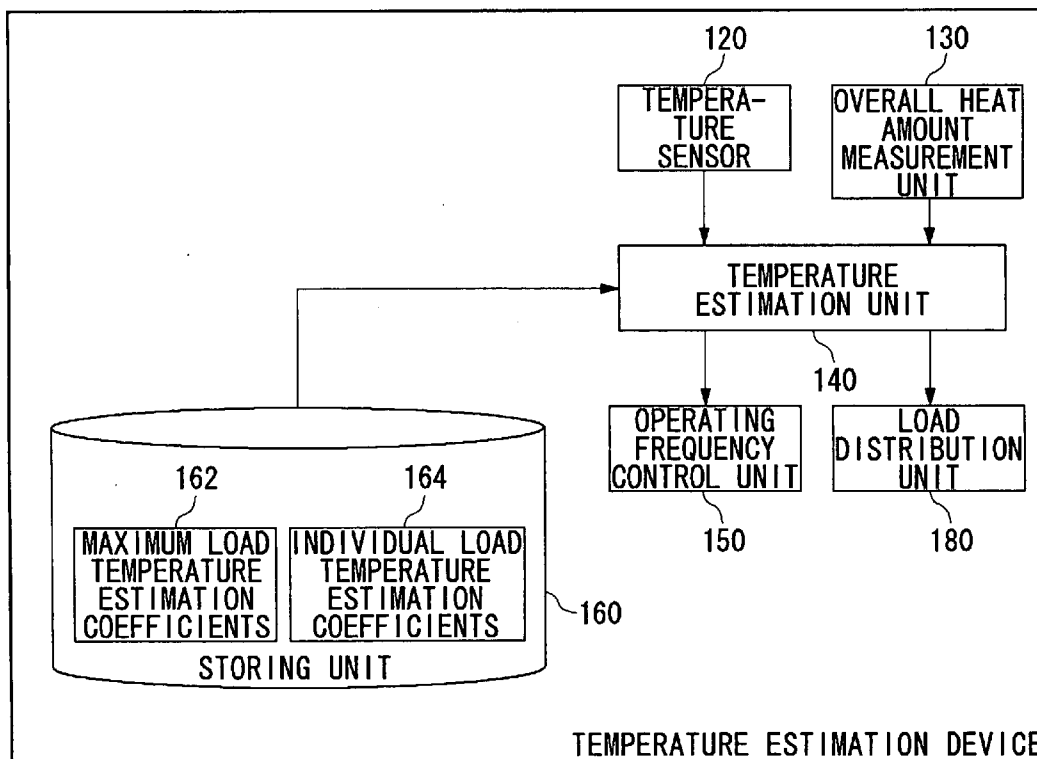 120
130
TEMPERA-
TURE
SENSOR
OVERALL HEAT
AMOUNT
MEASUREMENT
UNIT
TEMPERATURE
ESTIMATION UNIT
140
OPERATING
FREQUENCY
CONTROL UNIT
LOAD
DISTRIBUTION
UNIT
150
180
162
164
MAXIMUM LOAD
TEMPERATURE
ESTIMATION
COEFFICIENTS
INDIVIDUAL LOAD
TEMPERATURE
ESTIMATION
COEFFICIENTS
160
STORING UNIT
TEMPERATURE ESTIMATION DEVICE